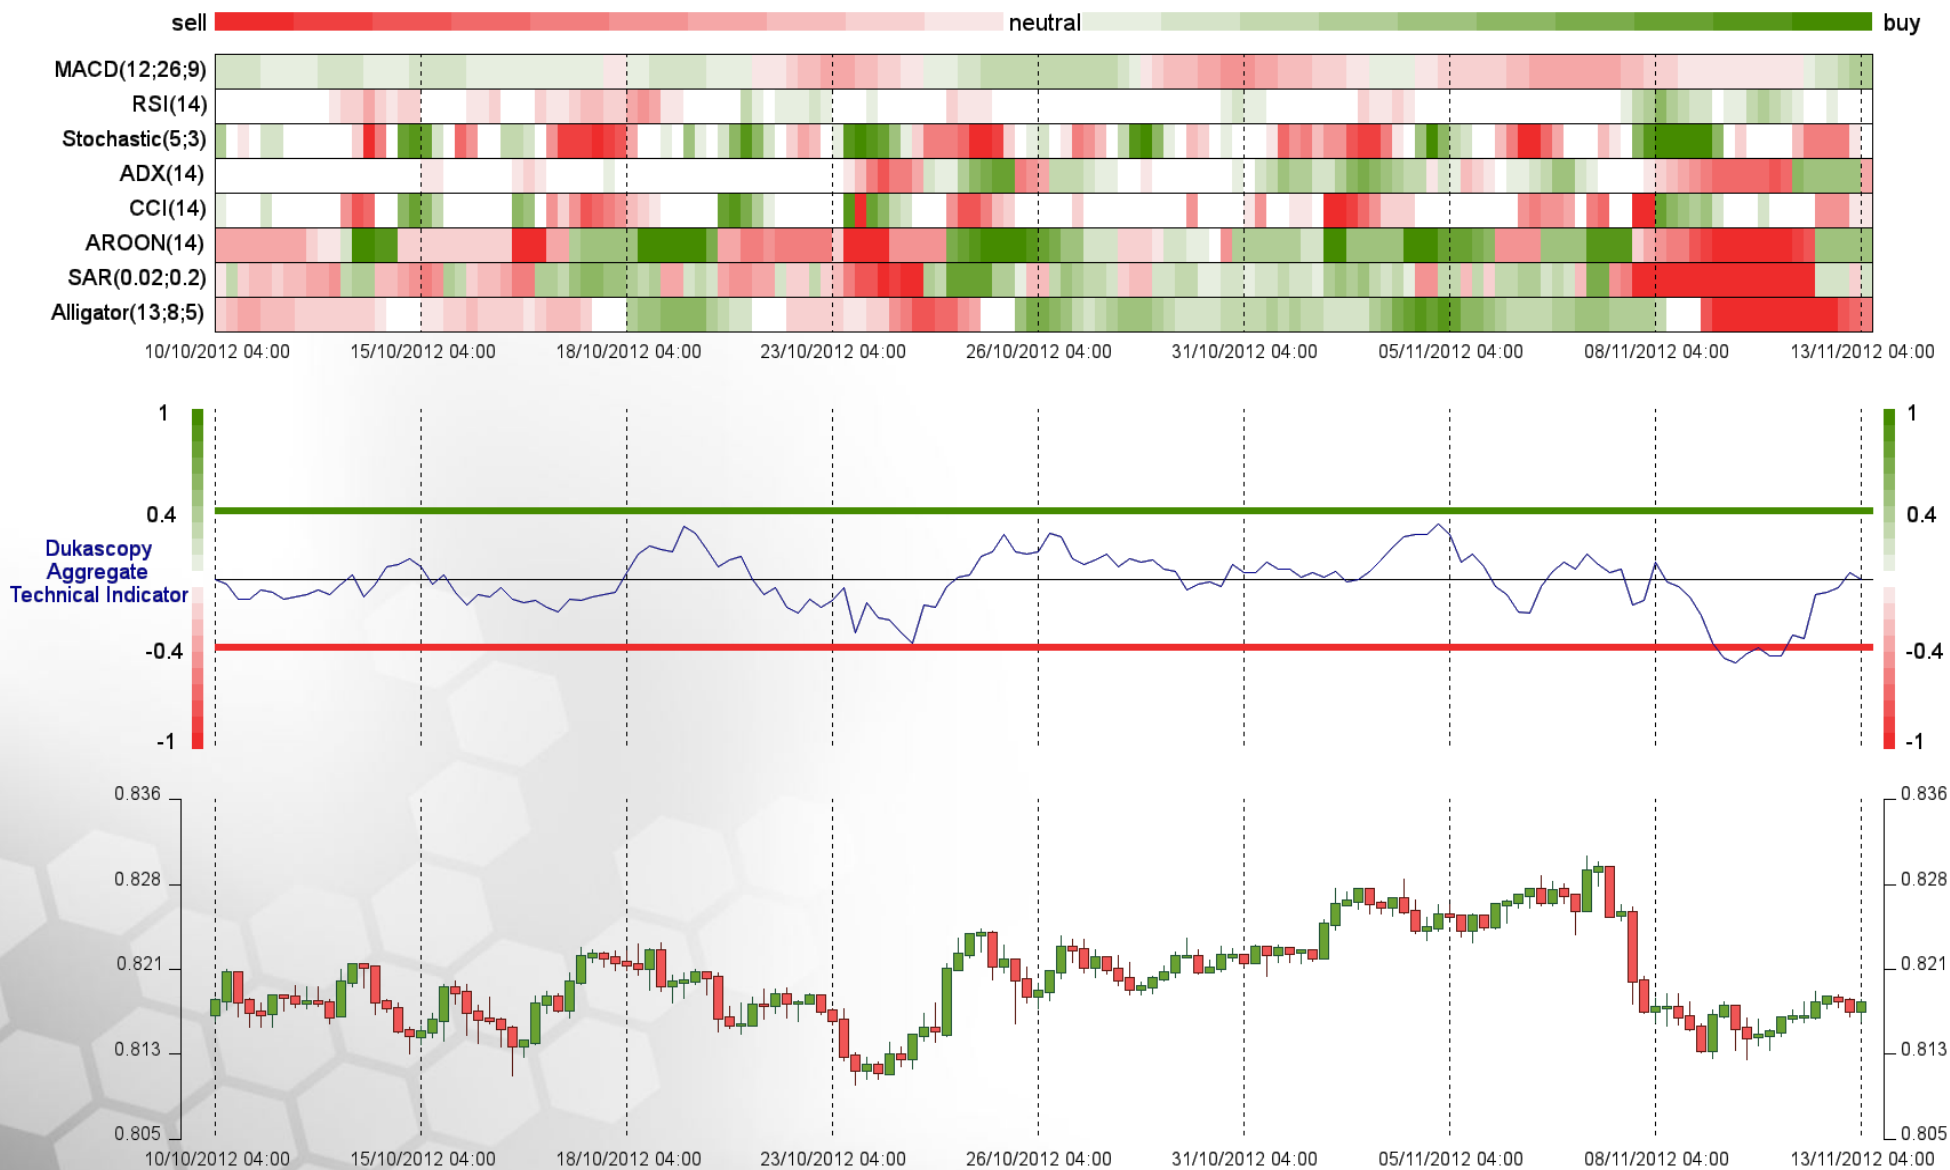 sell neutral buy
MACD(12;26;9)
RSI(14)
Stochastic(5;3)
ADX(14)
CCI(14)
AROON(14)
SAR(0.02;0.2)
Alligator(13;8;5)
10/10/2012 04:00 15/10/2012 04:00 18/10/2012 04:00 23/10/2012 04:00 26/10/2012 04:00 31/10/2012 04:00 05/11/2012 04:00 08/11/2012 04:00 13/11/2012 04:00
1 1
0.4 0.4
Dukascopy
Aggregate
Technical Indicator
-0.4 -0.4
-1 -1
0.836 0.836
0.828 0.828
0.821 0.821
0.813 0.813
0.805 0.805
10/10/2012 04:00 15/10/2012 04:00 18/10/2012 04:00 23/10/2012 04:00 26/10/2012 04:00 31/10/2012 04:00 05/11/2012 04:00 08/11/2012 04:00 13/11/2012 04:00